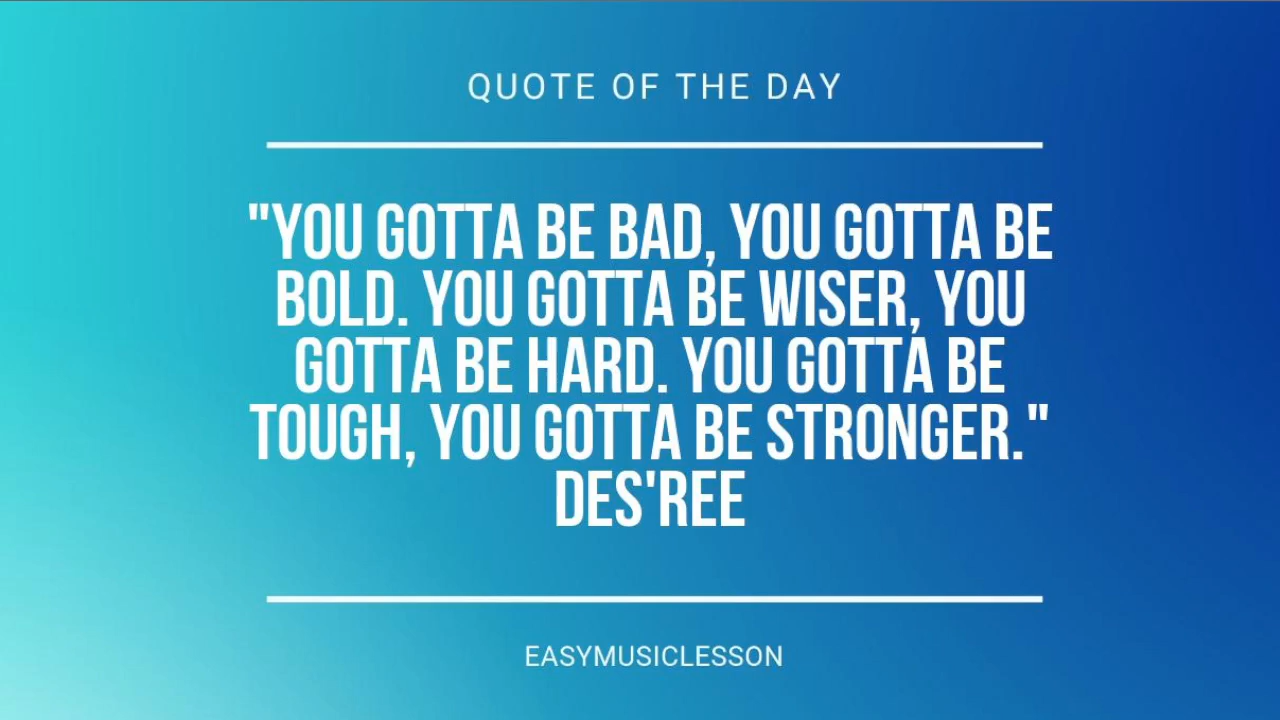 QUOTE OF THE DAY
"YOU GOTTA BE BAD, YOU GOTTA BE
BOLD. YOU GOTTA BE WISER, YOU
GOTTA BE HARD. YOU GOTTA BE
TOUGH, YOU GOTTA BE STRONGER."
DES'REE
EASYMUSICLESSON